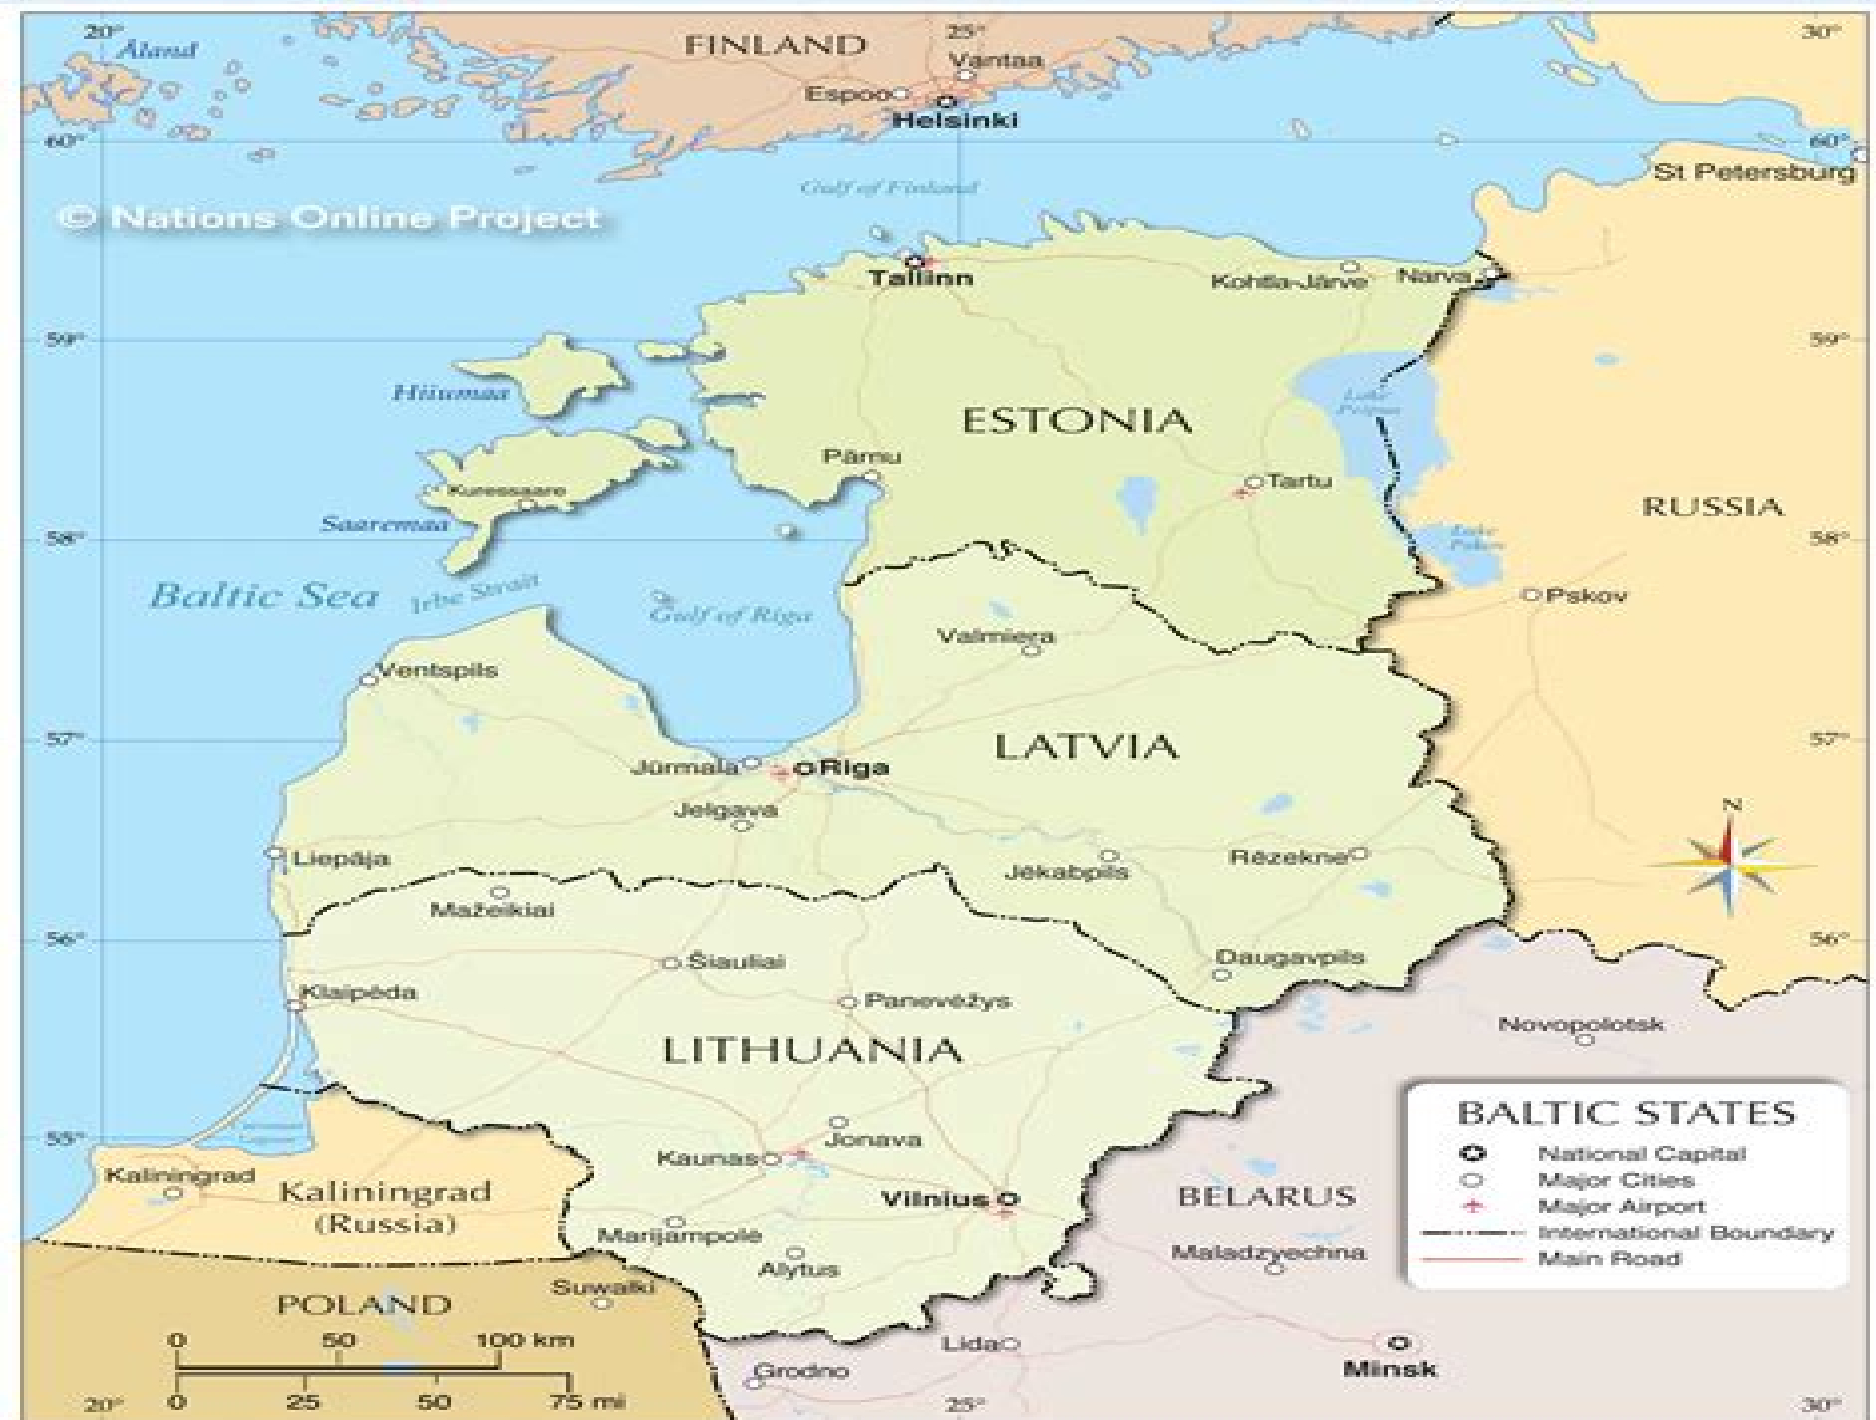 20°
25°
30°
Åland
FINLAND
Vantaa
Espoo
Helsinki
60°
60°
St Petersburg
Gulf of Finland
© Nations Online Project
Tallinn
Kohtla-Järve
Narva
59°
59°
Hiiumaa
Lake
Peipus
ESTONIA
Pärnu
Kuressaare
Tartu
RUSSIA
Saaremaa
58°
58°
Lake
Pskov
Baltic Sea
Irbe Strait
Gulf of Riga
Pskov
Valmiera
Ventspils
57°
57°
LATVIA
Jūrmala
Riga
Jelgava
N
Liepāja
Jēkabpils
Rēzekne
Mažeikiai
56°
56°
Šiauliai
Daugavpils
Klaipėda
Panevėžys
Novopolotsk
LITHUANIA
55°
Jonava
Kaunas
Kaliningrad
Kaliningrad
(Russia)
Vilnius
BELARUS
Marijampolė
Alytus
Maladzyechna
Suwałki
POLAND
BALTIC STATES
National Capital
Major Cities
Major Airport
International Boundary
Main Road
0 50 100 km
0 25 50 75 mi
Lida
Minsk
Grodno
20°
25°
30°